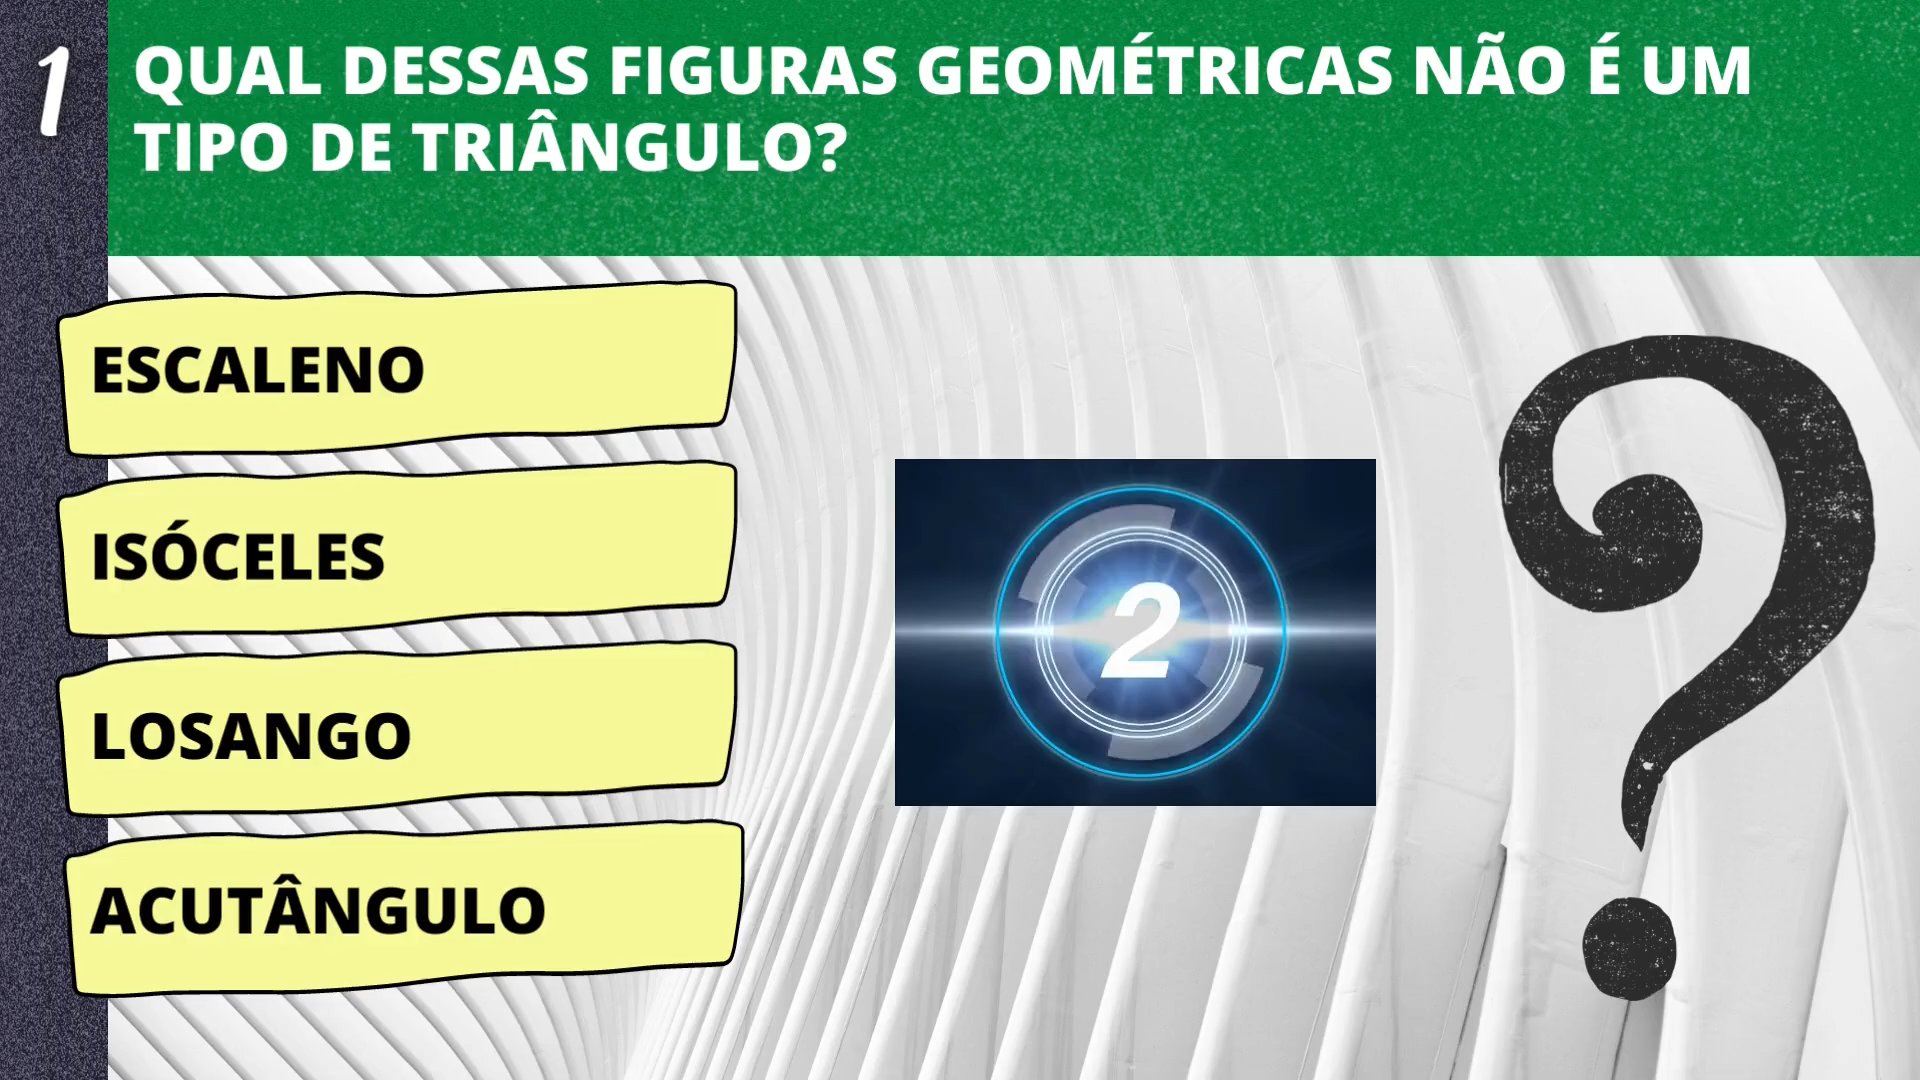 1
QUAL DESSAS FIGURAS GEOMÉTRICAS NÃO É UM
TIPO DE TRIÂNGULO?
ESCALENO
ISÓCELES
LOSANGO
ACUTÂNGULO
2
?